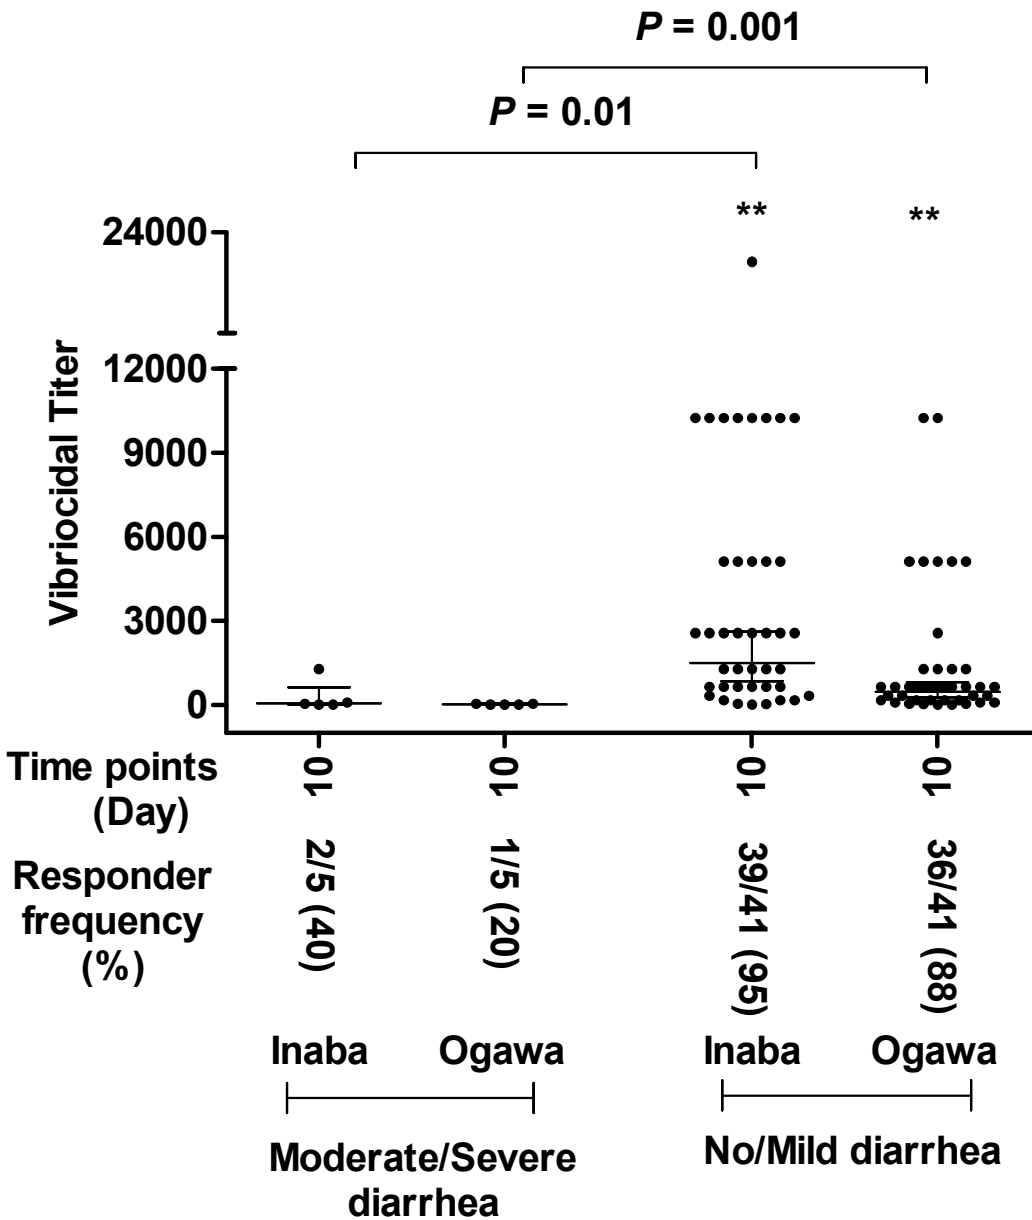 P = 0.001
P = 0.01
**
**
24000
12000
9000
6000
3000
0
Vibriocidal Titer
Time points
(Day)
10
10
10
10
Responder
frequency
(%)
2/5 (40)
1/5 (20)
39/41 (95)
36/41 (88)
Inaba
Ogawa
Inaba
Ogawa
Moderate/Severe
diarrhea
No/Mild diarrhea